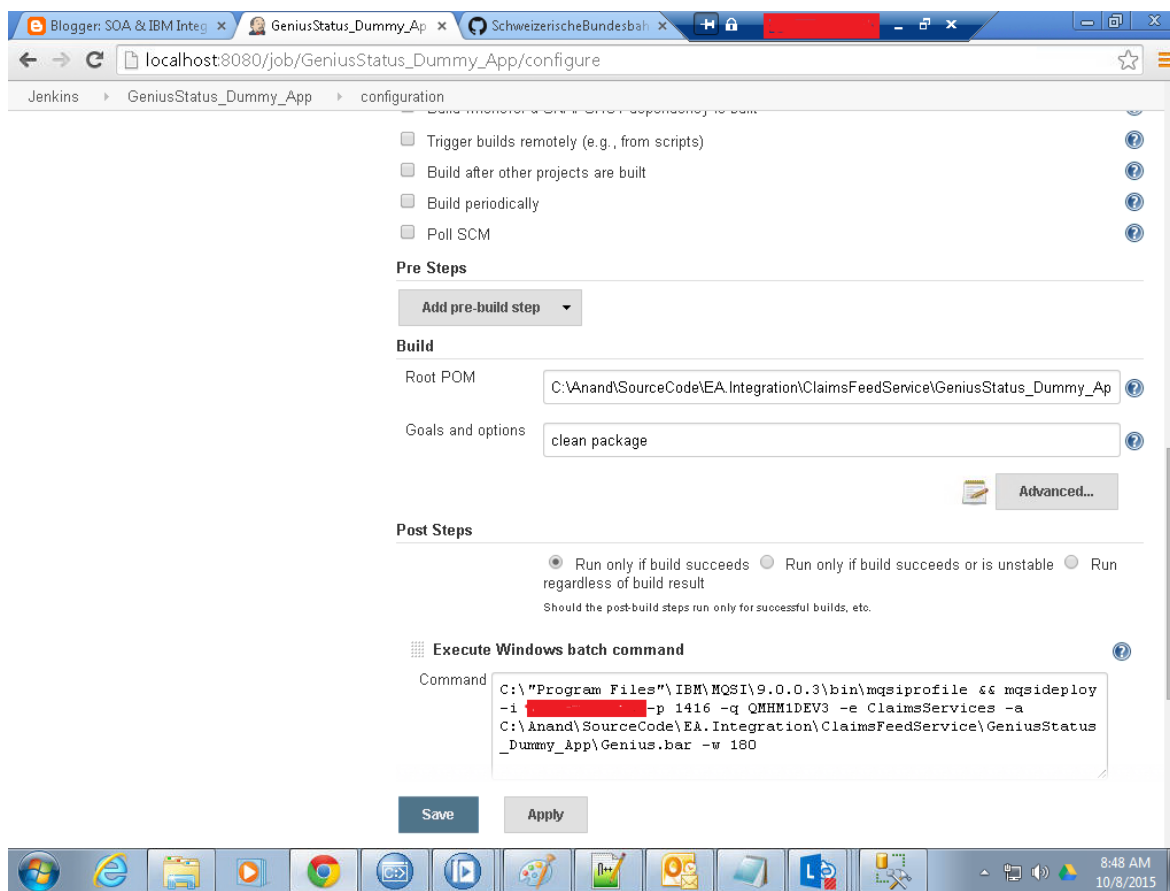 Blogger: SOA & IBM Integ
GeniusStatus_Dummy_Ap
SchweizerischeBundesbah
localhost:8080/job/GeniusStatus_Dummy_App/configure
Jenkins
GeniusStatus_Dummy_App
configuration
Build whenever a SNAPSHOT dependency is built
Trigger builds remotely (e.g., from scripts)
Build after other projects are built
Build periodically
Poll SCM
Pre Steps
Add pre-build step
Build
Root POM
C:\Anand\SourceCode\EA.Integration\ClaimsFeedService\GeniusStatus_Dummy_Ap
Goals and options
clean package
Advanced...
Post Steps
Run only if build succeeds Run only if build succeeds or is unstable Run
regardless of build result
Should the post-build steps run only for successful builds, etc.
Execute Windows batch command
Command
C:\"Program Files"\IBM\MQSI\9.0.0.3\bin\mqsiprofile && mqsideploy
-i -p 1416 -q QMHM1DEV3 -e ClaimsServices -a
C:\Anand\SourceCode\EA.Integration\ClaimsFeedService\GeniusStatus
_Dummy_App\Genius.bar -w 180
Save
Apply
8:48 AM
10/8/2015